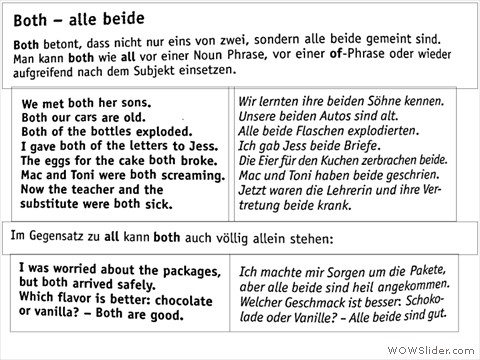 Both – alle beide
Both betont, dass nicht nur eins von zwei, sondern alle beide gemeint sind.
Man kann both wie all vor einer Noun Phrase, vor einer of-Phrase oder wieder
aufgreifend nach dem Subjekt einsetzen.
We met both her sons.
Both our cars are old.
Both of the bottles exploded.
I gave both of the letters to Jess.
The eggs for the cake both broke.
Mac and Toni were both screaming.
Now the teacher and the
substitute were both sick.
Wir lernten ihre beiden Söhne kennen.
Unsere beiden Autos sind alt.
Alle beide Flaschen explodierten.
Ich gab Jess beide Briefe.
Die Eier für den Kuchen zerbrachen beide.
Mac und Toni haben beide geschrien.
Jetzt waren die Lehrerin und ihre Ver-
tretung beide krank.
Im Gegensatz zu all kann both auch völlig allein stehen:
I was worried about the packages,
but both arrived safely.
Which flavor is better: chocolate
or vanilla? – Both are good.
Ich machte mir Sorgen um die Pakete,
aber alle beide sind heil angekommen.
Welcher Geschmack ist besser: Schoko-
lade oder Vanille? – Alle beide sind gut.
WOWSlider.com